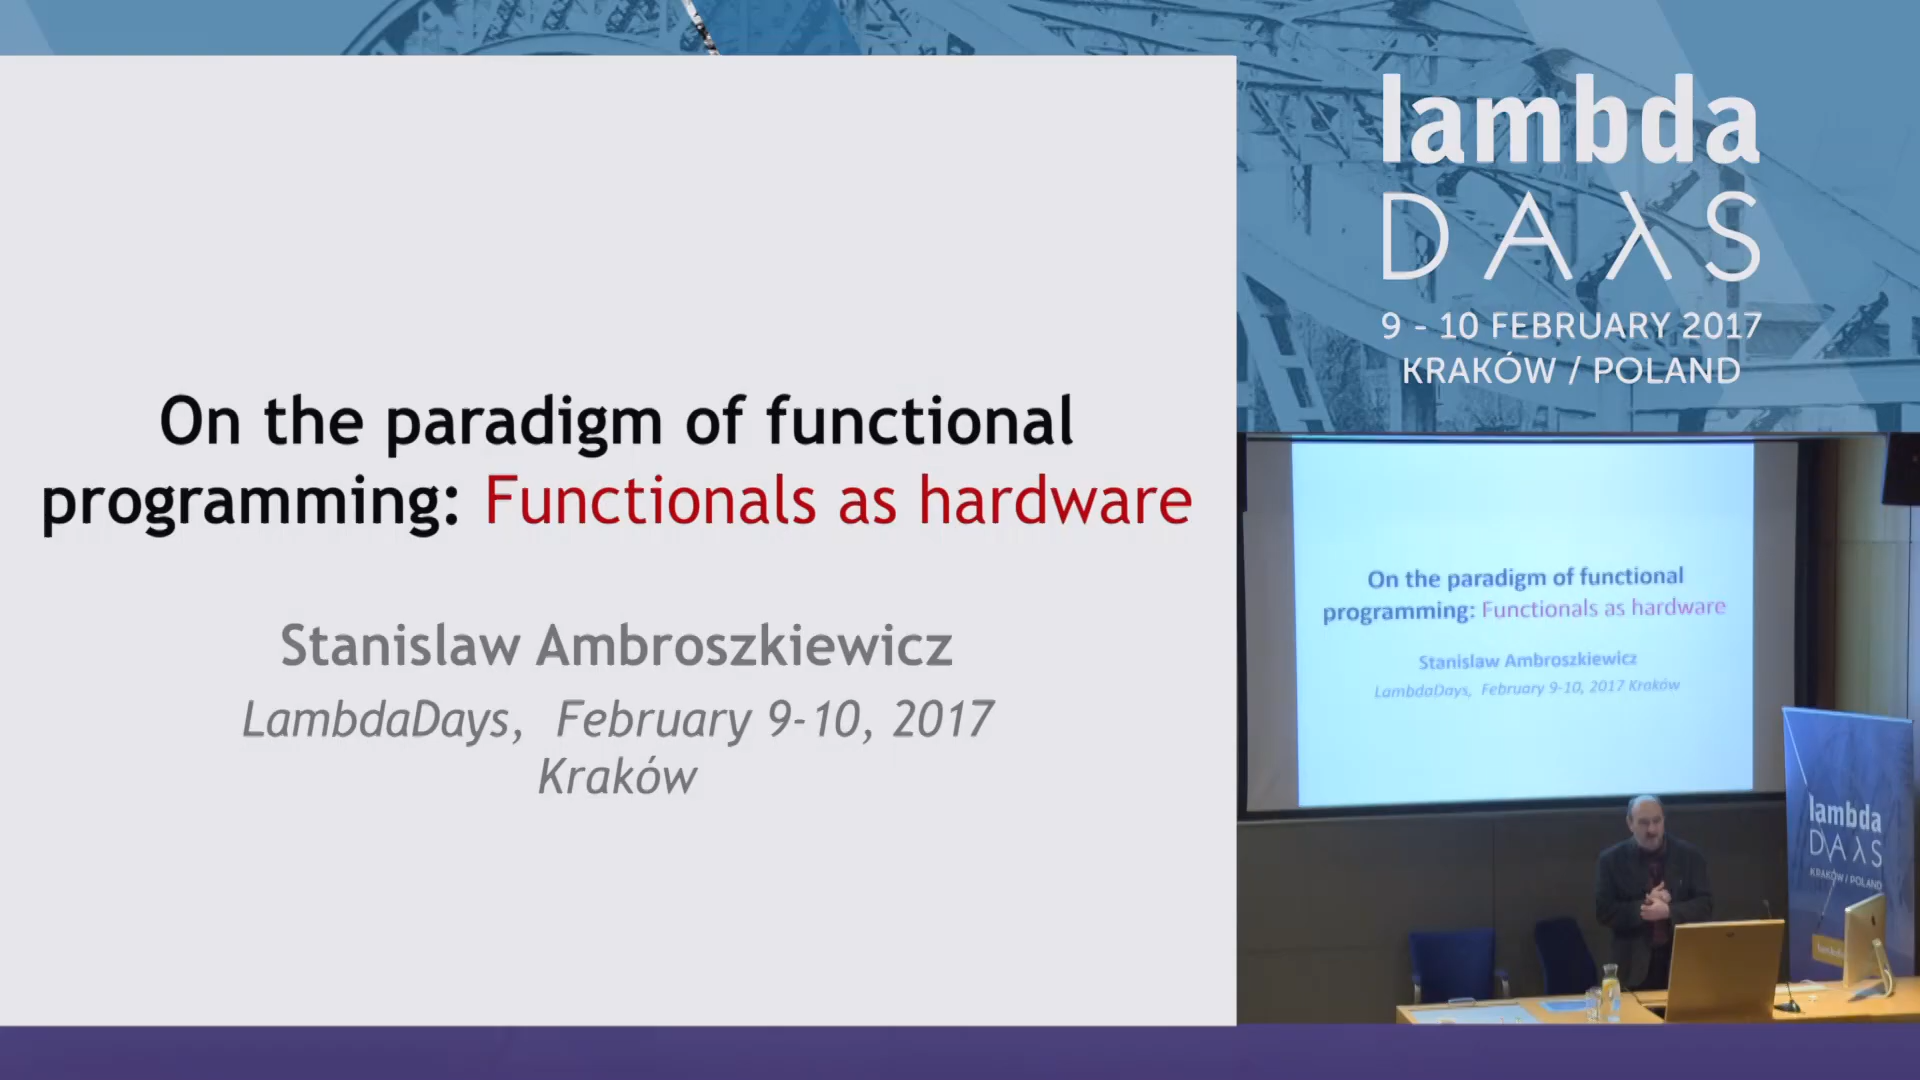 On the paradigm of functional
programming: Functionals as hardware
Stanislaw Ambroszkiewicz
LambdaDays, February 9-10, 2017
Kraków
lambda
DAλS
9 - 10 FEBRUARY 2017
KRAKÓW / POLAND
On the paradigm of functional
programming: Functionals as hardware
Stanislaw Ambroszkiewicz
LambdaDays, February 9-10, 2017 Kraków
lambda
DAλS
KRAKÓW / POLAND